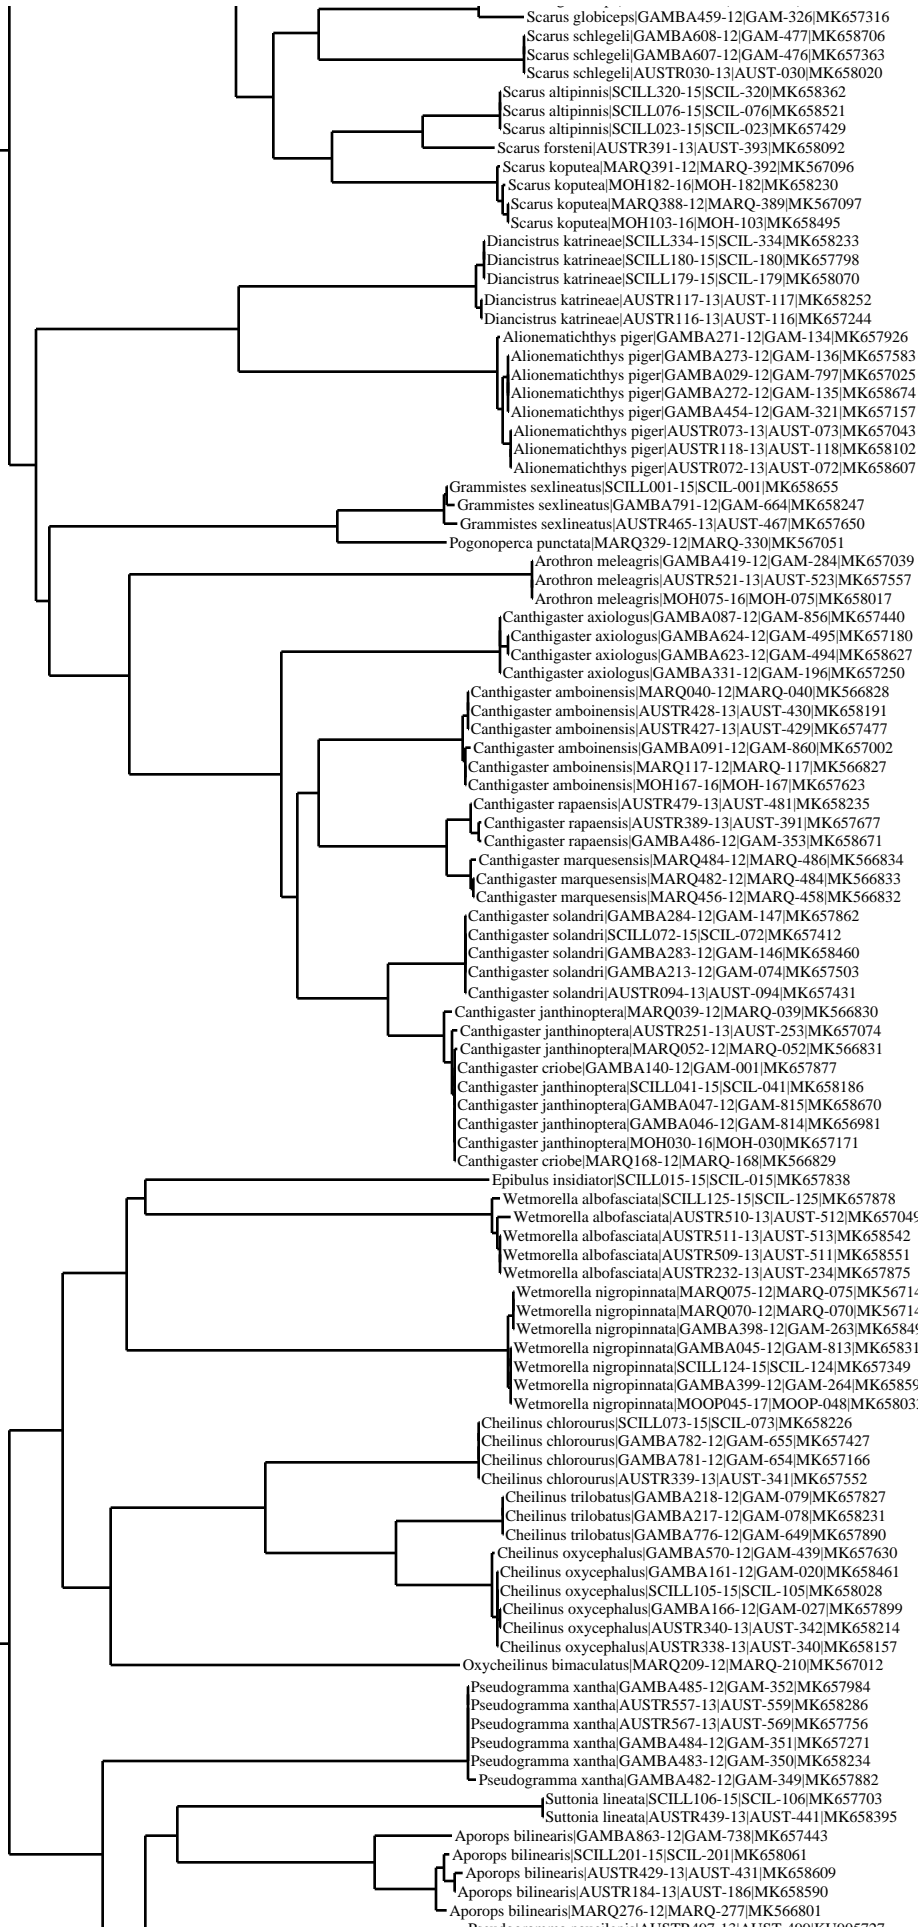 Scarus globiceps|GAMBA459-12|GAM-326|MK657316
Scarus schlegeli|GAMBA608-12|GAM-477|MK658706
Scarus schlegeli|GAMBA607-12|GAM-476|MK657363
Scarus schlegeli|AUSTR030-13|AUST-030|MK658020
Scarus altipinnis|SCILL320-15|SCIL-320|MK658362
Scarus altipinnis|SCILL076-15|SCIL-076|MK658521
Scarus altipinnis|SCILL023-15|SCIL-023|MK657429
Scarus forsteni|AUSTR391-13|AUST-393|MK658092
Scarus koputea|MARQ391-12|MARQ-392|MK567096
Scarus koputea|MOH182-16|MOH-182|MK658230
Scarus koputea|MARQ388-12|MARQ-389|MK567097
Scarus koputea|MOH103-16|MOH-103|MK658495
Diancistrus katrineae|SCILL334-15|SCIL-334|MK658233
Diancistrus katrineae|SCILL180-15|SCIL-180|MK657798
Diancistrus katrineae|SCILL179-15|SCIL-179|MK658070
Diancistrus katrineae|AUSTR117-13|AUST-117|MK658252
Diancistrus katrineae|AUSTR116-13|AUST-116|MK657244
Alionematichthys piger|GAMBA271-12|GAM-134|MK657926
Alionematichthys piger|GAMBA273-12|GAM-136|MK657583
Alionematichthys piger|GAMBA029-12|GAM-797|MK657025
Alionematichthys piger|GAMBA272-12|GAM-135|MK658674
Alionematichthys piger|GAMBA454-12|GAM-321|MK657157
Alionematichthys piger|AUSTR073-13|AUST-073|MK657043
Alionematichthys piger|AUSTR118-13|AUST-118|MK658102
Alionematichthys piger|AUSTR072-13|AUST-072|MK658607
Grammistes sexlineatus|SCILL001-15|SCIL-001|MK658655
Grammistes sexlineatus|GAMBA791-12|GAM-664|MK658247
Grammistes sexlineatus|AUSTR465-13|AUST-467|MK657650
Pogonoperca punctata|MARQ329-12|MARQ-330|MK567051
Arothron meleagris|GAMBA419-12|GAM-284|MK657039
Arothron meleagris|AUSTR521-13|AUST-523|MK657557
Arothron meleagris|MOH075-16|MOH-075|MK658017
Canthigaster axiologus|GAMBA087-12|GAM-856|MK657440
Canthigaster axiologus|GAMBA624-12|GAM-495|MK657180
Canthigaster axiologus|GAMBA623-12|GAM-494|MK658627
Canthigaster axiologus|GAMBA331-12|GAM-196|MK657250
Canthigaster amboinensis|MARQ040-12|MARQ-040|MK566828
Canthigaster amboinensis|AUSTR428-13|AUST-430|MK658191
Canthigaster amboinensis|AUSTR427-13|AUST-429|MK657477
Canthigaster amboinensis|GAMBA091-12|GAM-860|MK657002
Canthigaster amboinensis|MARQ117-12|MARQ-117|MK566827
Canthigaster amboinensis|MOH167-16|MOH-167|MK657623
Canthigaster rapaensis|AUSTR479-13|AUST-481|MK658235
Canthigaster rapaensis|AUSTR389-13|AUST-391|MK657677
Canthigaster rapaensis|GAMBA486-12|GAM-353|MK658671
Canthigaster marquesensis|MARQ484-12|MARQ-486|MK566834
Canthigaster marquesensis|MARQ482-12|MARQ-484|MK566833
Canthigaster marquesensis|MARQ456-12|MARQ-458|MK566832
Canthigaster solandri|GAMBA284-12|GAM-147|MK657862
Canthigaster solandri|SCILL072-15|SCIL-072|MK657412
Canthigaster solandri|GAMBA283-12|GAM-146|MK658460
Canthigaster solandri|GAMBA213-12|GAM-074|MK657503
Canthigaster solandri|AUSTR094-13|AUST-094|MK657431
Canthigaster janthinoptera|MARQ039-12|MARQ-039|MK566830
Canthigaster janthinoptera|AUSTR251-13|AUST-253|MK657074
Canthigaster janthinoptera|MARQ052-12|MARQ-052|MK566831
Canthigaster criobe|GAMBA140-12|GAM-001|MK657877
Canthigaster janthinoptera|SCILL041-15|SCIL-041|MK658186
Canthigaster janthinoptera|GAMBA047-12|GAM-815|MK658670
Canthigaster janthinoptera|GAMBA046-12|GAM-814|MK656981
Canthigaster janthinoptera|MOH030-16|MOH-030|MK657171
Canthigaster criobe|MARQ168-12|MARQ-168|MK566829
Epibulus insidiator|SCILL015-15|SCIL-015|MK657838
Wetmorella albofasciata|SCILL125-15|SCIL-125|MK657878
Wetmorella albofasciata|AUSTR510-13|AUST-512|MK657049
Wetmorella albofasciata|AUSTR511-13|AUST-513|MK658542
Wetmorella albofasciata|AUSTR509-13|AUST-511|MK658551
Wetmorella albofasciata|AUSTR232-13|AUST-234|MK657875
Wetmorella nigropinnata|MARQ075-12|MARQ-075|MK56714
Wetmorella nigropinnata|MARQ070-12|MARQ-070|MK56714
Wetmorella nigropinnata|GAMBA398-12|GAM-263|MK65849
Wetmorella nigropinnata|GAMBA045-12|GAM-813|MK65831
Wetmorella nigropinnata|SCILL124-15|SCIL-124|MK657349
Wetmorella nigropinnata|GAMBA399-12|GAM-264|MK65859
Wetmorella nigropinnata|MOOP045-17|MOOP-048|MK658033
Cheilinus chlorourus|SCILL073-15|SCIL-073|MK658226
Cheilinus chlorourus|GAMBA782-12|GAM-655|MK657427
Cheilinus chlorourus|GAMBA781-12|GAM-654|MK657166
Cheilinus chlorourus|AUSTR339-13|AUST-341|MK657552
Cheilinus trilobatus|GAMBA218-12|GAM-079|MK657827
Cheilinus trilobatus|GAMBA217-12|GAM-078|MK658231
Cheilinus trilobatus|GAMBA776-12|GAM-649|MK657890
Cheilinus oxycephalus|GAMBA570-12|GAM-439|MK657630
Cheilinus oxycephalus|GAMBA161-12|GAM-020|MK658461
Cheilinus oxycephalus|SCILL105-15|SCIL-105|MK658028
Cheilinus oxycephalus|GAMBA166-12|GAM-027|MK657899
Cheilinus oxycephalus|AUSTR340-13|AUST-342|MK658214
Cheilinus oxycephalus|AUSTR338-13|AUST-340|MK658157
Oxycheilinus bimaculatus|MARQ209-12|MARQ-210|MK567012
Pseudogramma xantha|GAMBA485-12|GAM-352|MK657984
Pseudogramma xantha|AUSTR557-13|AUST-559|MK658286
Pseudogramma xantha|AUSTR567-13|AUST-569|MK657756
Pseudogramma xantha|GAMBA484-12|GAM-351|MK657271
Pseudogramma xantha|GAMBA483-12|GAM-350|MK658234
Pseudogramma xantha|GAMBA482-12|GAM-349|MK657882
Suttonia lineata|SCILL106-15|SCIL-106|MK657703
Suttonia lineata|AUSTR439-13|AUST-441|MK658395
Aporops bilinearis|GAMBA863-12|GAM-738|MK657443
Aporops bilinearis|SCILL201-15|SCIL-201|MK658061
Aporops bilinearis|AUSTR429-13|AUST-431|MK658609
Aporops bilinearis|AUSTR184-13|AUST-186|MK658590
Aporops bilinearis|MARQ276-12|MARQ-277|MK566801